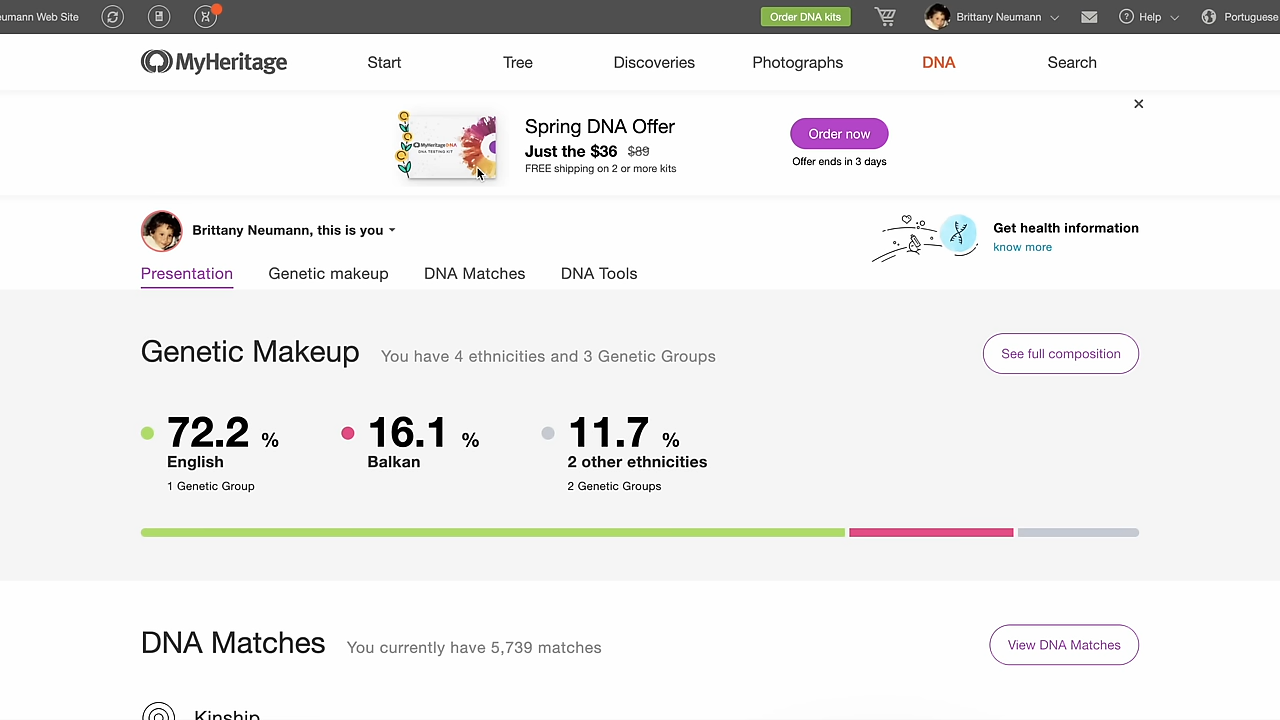 eumann Web Site
Order DNA kits
Brittany Neumann
Help
Portuguese
MyHeritage
Start
Tree
Discoveries
Photographs
DNA
Search
MyHeritage DNA
DNA TESTING KIT
Spring DNA Offer
Just the $36 $89
FREE shipping on 2 or more kits
Order now
Offer ends in 3 days
Brittany Neumann, this is you
Get health information
know more
Presentation
Genetic makeup
DNA Matches
DNA Tools
Genetic Makeup
You have 4 ethnicities and 3 Genetic Groups
See full composition
72.2 %
English
1 Genetic Group
16.1 %
Balkan
11.7 %
2 other ethnicities
2 Genetic Groups
DNA Matches
You currently have 5,739 matches
View DNA Matches
Kinship